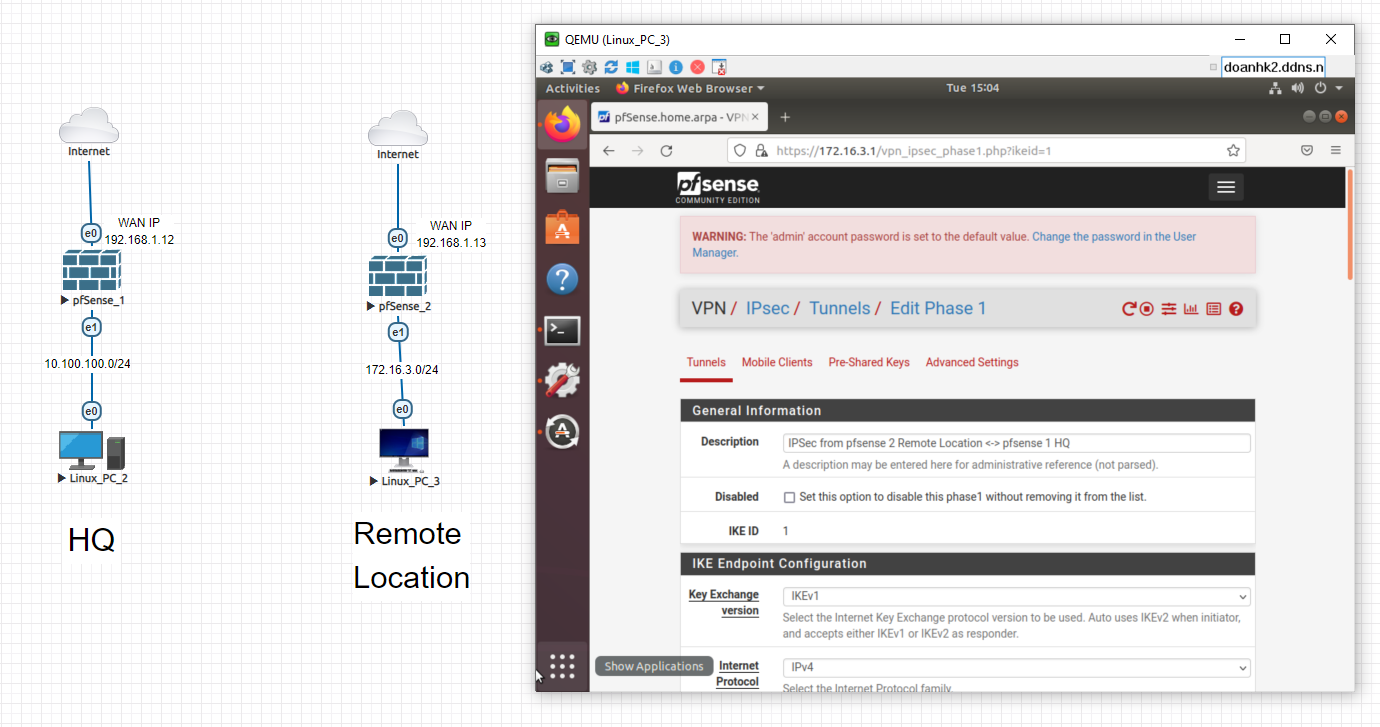 Internet
WAN IP
192.168.1.12
e0
pfSense_1
e1
10.100.100.0/24
e0
Linux_PC_2
HQ
Internet
WAN IP
192.168.1.13
e0
pfSense_2
e1
172.16.3.0/24
e0
Linux_PC_3
Remote
Location
QEMU (Linux_PC_3)
doanhk2.ddns.n
Activities
Firefox Web Browser
Tue 15:04
pfSense.home.arpa - VPN
https://172.16.3.1/vpn_ipsec_phase1.php?ikeid=1
pfsense
COMMUNITY EDITION
WARNING: The 'admin' account password is set to the default value. Change the password in the User
Manager.
VPN / IPsec / Tunnels / Edit Phase 1
Tunnels Mobile Clients Pre-Shared Keys Advanced Settings
General Information
Description IPSec from pfsense 2 Remote Location <-> pfsense 1 HQ
A description may be entered here for administrative reference (not parsed).
Disabled Set this option to disable this phase1 without removing it from the list.
IKE ID 1
IKE Endpoint Configuration
Key Exchange
version
IKEv1
Select the Internet Key Exchange protocol version to be used. Auto uses IKEv2 when initiator,
and accepts either IKEv1 or IKEv2 as responder.
Show Applications
Internet
Protocol
IPv4
Select the Internet Protocol family.